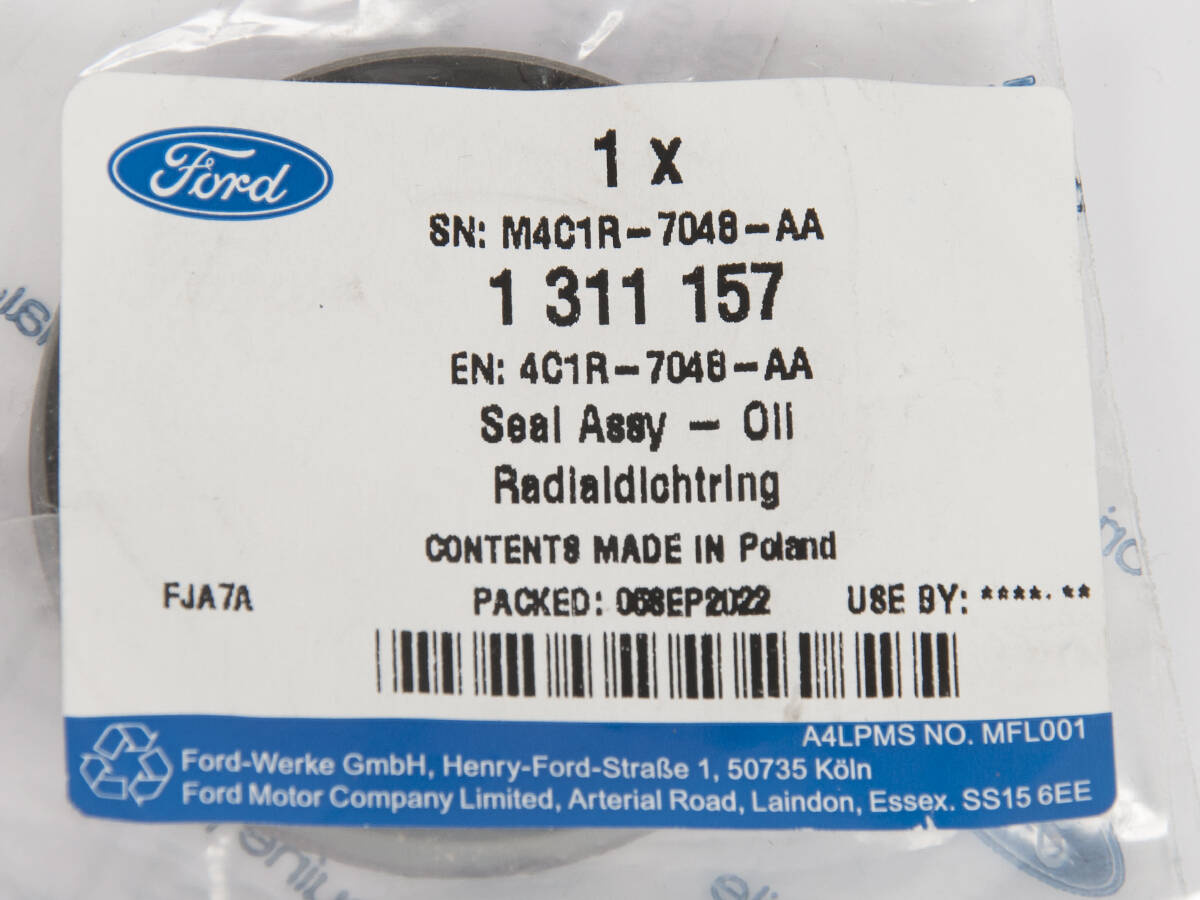 Ford
1 x
SN: M4C1R-7048-AA
1 311 157
EN: 4C1R-7048-AA
Seal Assy - Oil
Radialdichtring
CONTENTS MADE IN Poland
FJA7A PACKED: 06SEP2022 USE BY: ****.**
A4LPMS NO. MFL001
Ford-Werke GmbH, Henry-Ford-Straße 1, 50735 Köln
Ford Motor Company Limited, Arterial Road, Laindon, Essex. SS15 6EE